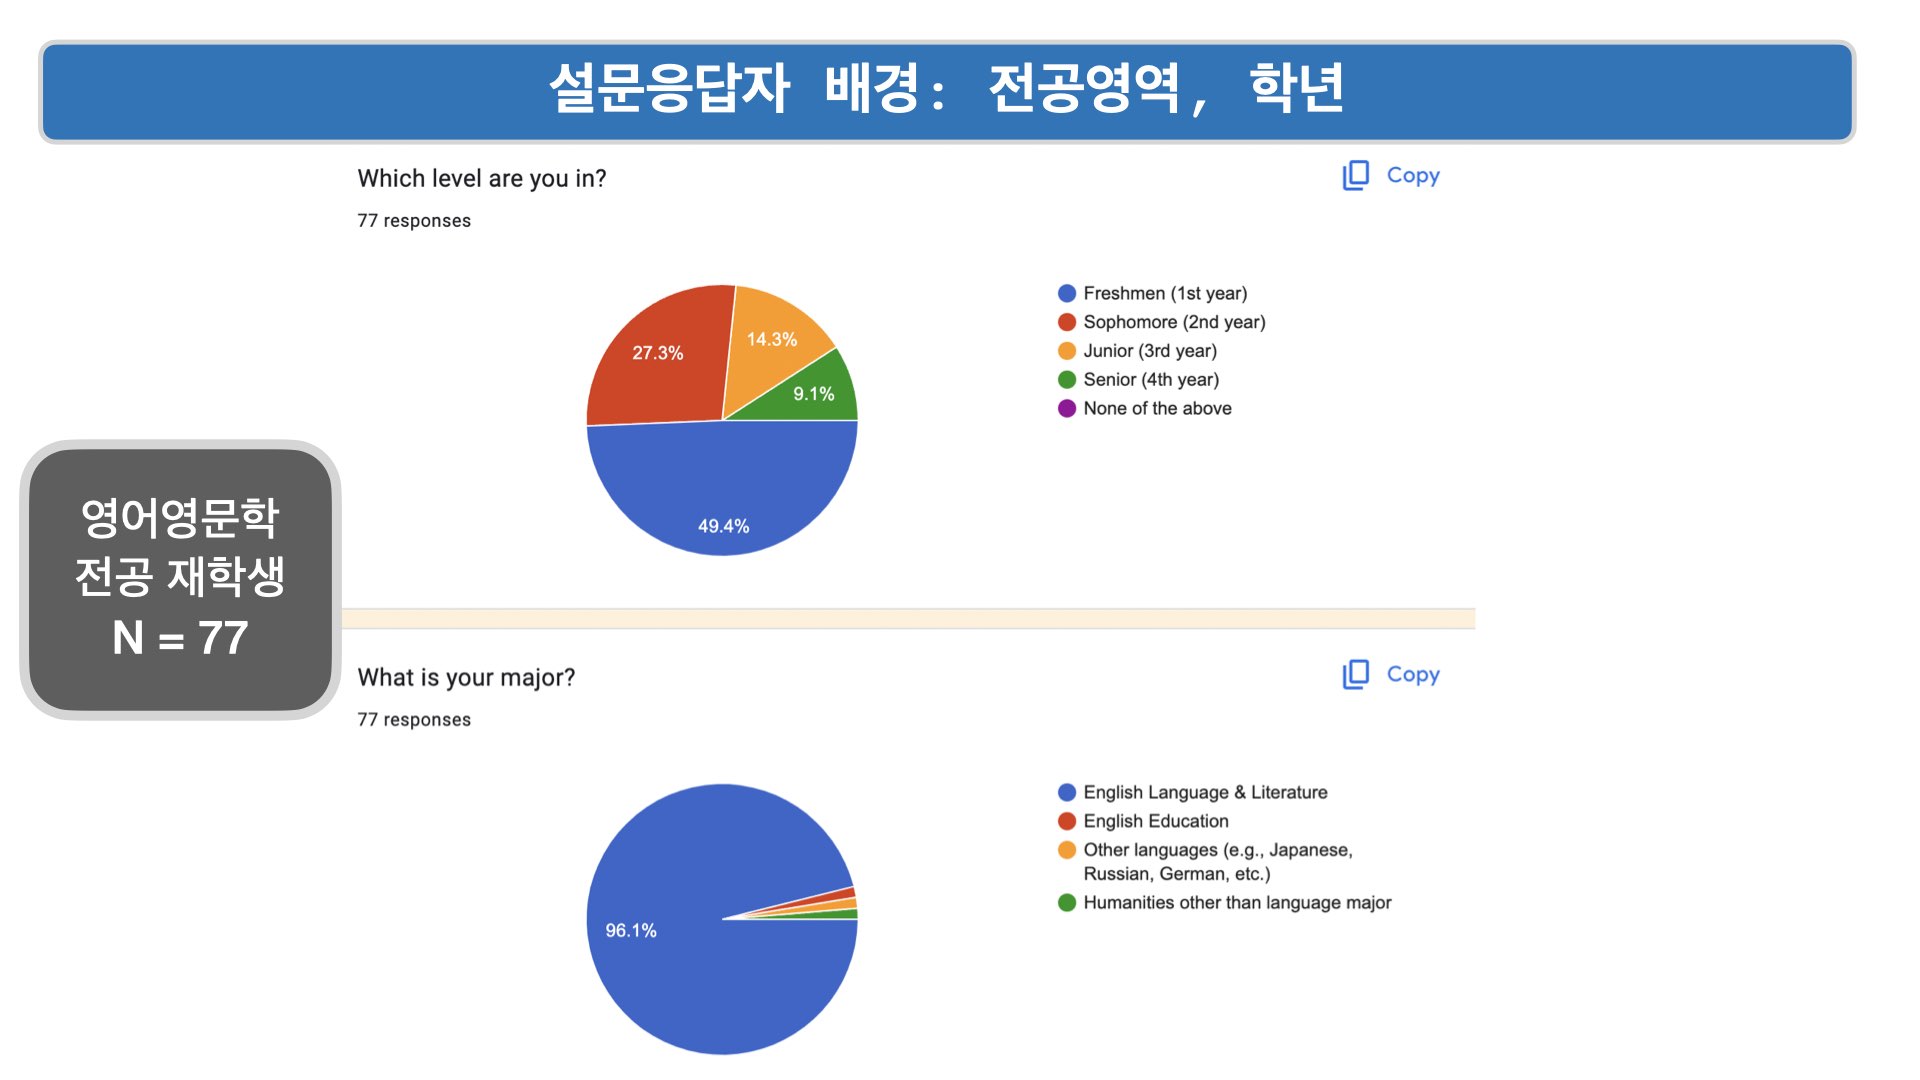 설문응답자 배경: 전공영역, 학년
Which level are you in?
Copy
77 responses
27.3%
14.3%
9.1%
49.4%
Freshmen (1st year)
Sophomore (2nd year)
Junior (3rd year)
Senior (4th year)
None of the above
영어영문학
전공 재학생
N = 77
What is your major?
Copy
77 responses
96.1%
English Language & Literature
English Education
Other languages (e.g., Japanese,
Russian, German, etc.)
Humanities other than language major